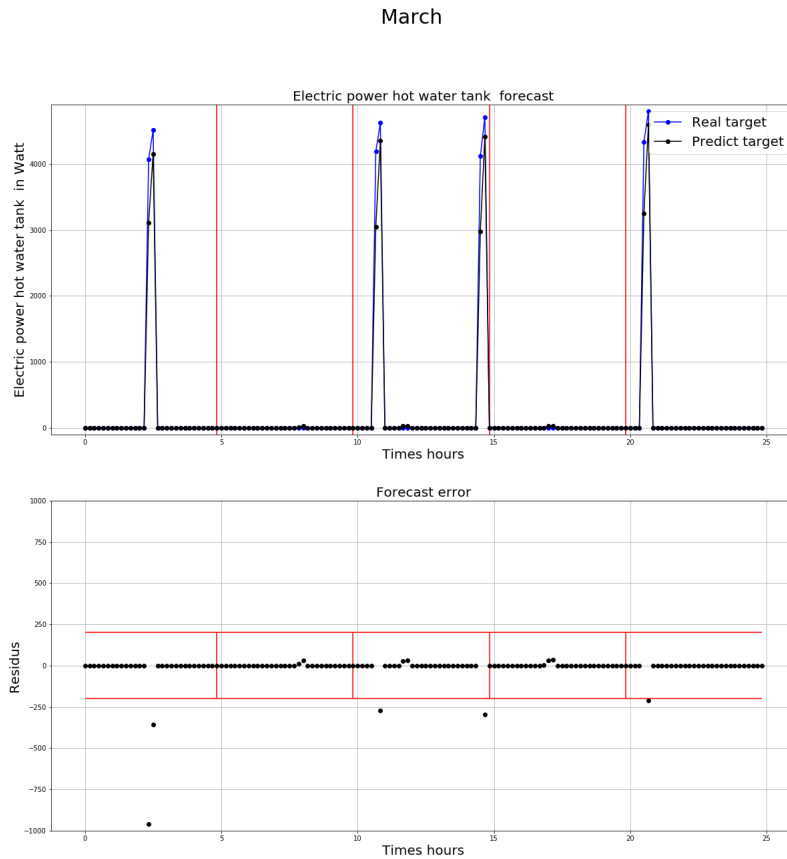 March
Electric power hot water tank  forecast
Real target
Predict target
Electric power hot water tank  in Watt
4000
3000
2000
1000
0
0
5
10
15
20
25
Times hours
Forecast error
Residus
1000
750
500
250
0
−250
−500
−750
−1000
0
5
10
15
20
25
Times hours